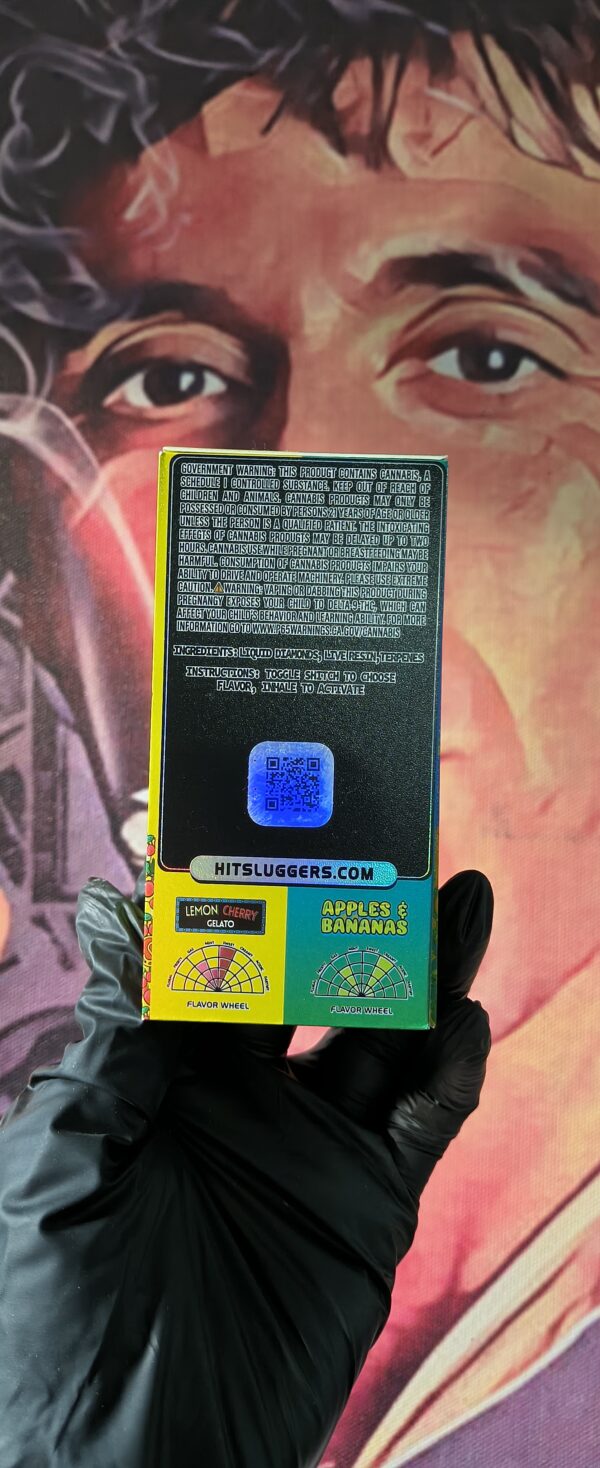 GOVERNMENT WARNING: THIS PRODUCT CONTAINS CANNABIS, A
SCHEDULE I CONTROLLED SUBSTANCE. KEEP OUT OF REACH OF
CHILDREN AND ANIMALS. CANNABIS PRODUCTS MAY ONLY BE
POSSESSED OR CONSUMED BY PERSONS 21 YEARS OF AGE OR OLDER
UNLESS THE PERSON IS A QUALIFIED PATIENT. THE INTOXICATING
EFFECTS OF CANNABIS PRODUCTS MAY BE DELAYED UP TO TWO
HOURS. CANNABIS USE WHILE PREGNANT OR BREASTFEEDING MAY BE
HARMFUL. CONSUMPTION OF CANNABIS PRODUCTS IMPAIRS YOUR
ABILITY TO DRIVE AND OPERATE MACHINERY. PLEASE USE EXTREME
CAUTION. ⚠WARNING: VAPING OR DABBING THIS PRODUCT DURING
PREGNANCY EXPOSES YOUR CHILD TO DELTA-9-THC, WHICH CAN
AFFECT YOUR CHILD'S BEHAVIOR AND LEARNING ABILITY. FOR MORE
INFORMATION GO TO WWW.P65WARNINGS.CA.GOV/CANNABIS
INGREDIENTS: LIQUID DIAMONDS, LIVE RESIN, TERPENES
INSTRUCTIONS: TOGGLE SWITCH TO CHOOSE
FLAVOR, INHALE TO ACTIVATE
HITSLUGGERS.COM
LEMON CHERRY
GELATO
FLAVOR WHEEL
APPLES &
BANANAS
FLAVOR WHEEL